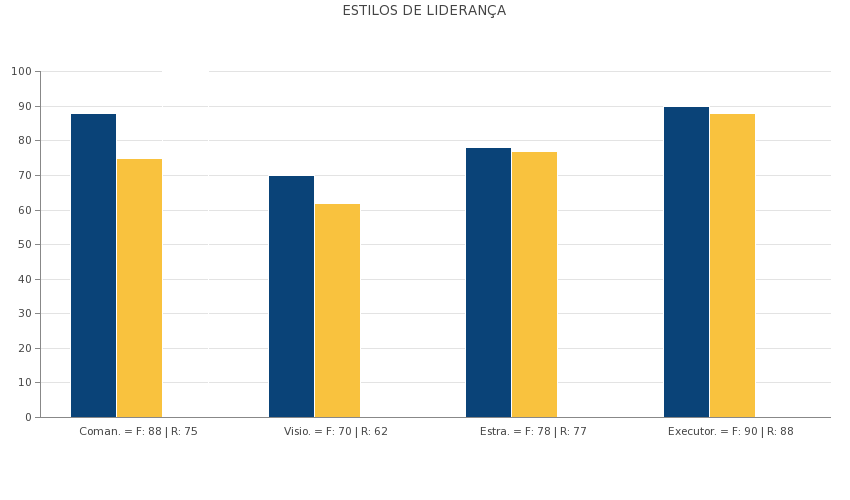 ESTILOS DE LIDERANÇA
100
90
80
70
60
50
40
30
20
10
0
Coman. = F: 88 | R: 75
Visio. = F: 70 | R: 62
Estra. = F: 78 | R: 77
Executor. = F: 90 | R: 88